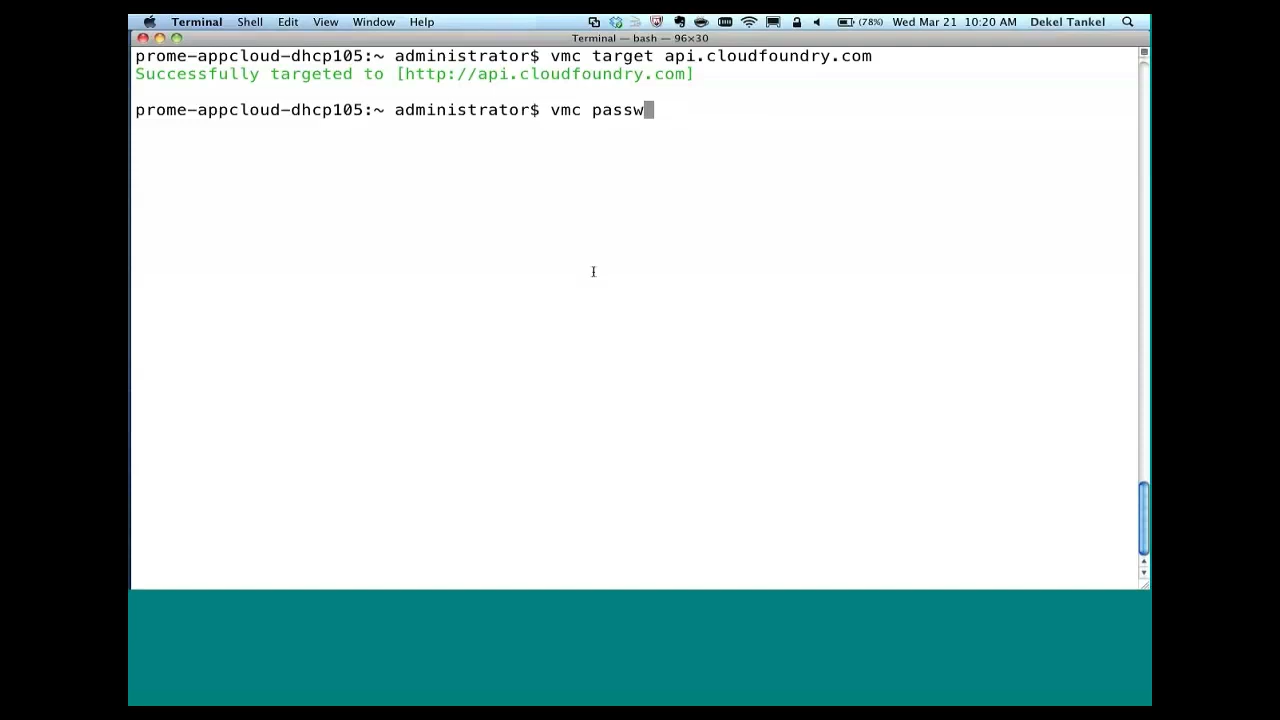 Terminal Shell Edit View Window Help (78%) Wed Mar 21 10:20 AM Dekel Tankel
Terminal — bash — 96×30
prome-appcloud-dhcp105:~ administrator$ vmc target api.cloudfoundry.com
Successfully targeted to [http://api.cloudfoundry.com]
prome-appcloud-dhcp105:~ administrator$ vmc passw